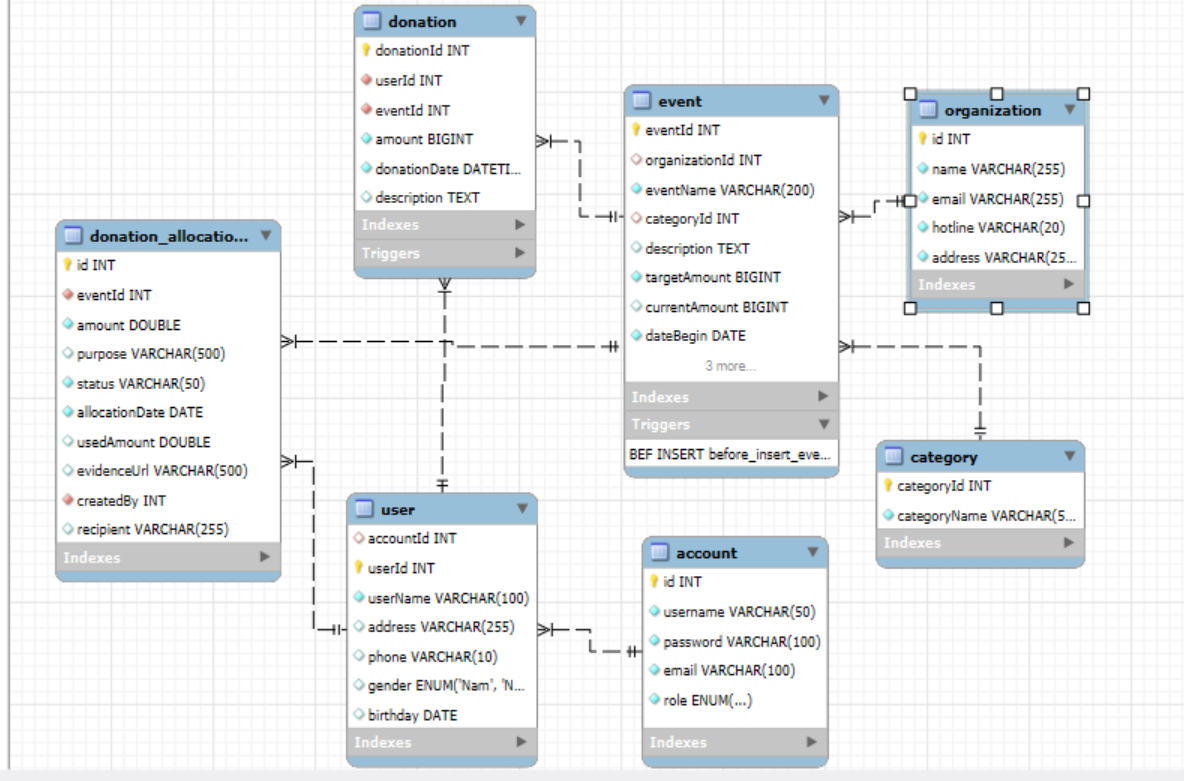 donation
donationId INT
userId INT
eventId INT
amount BIGINT
donationDate DATETI...
description TEXT
Indexes
Triggers
event
eventId INT
organizationId INT
eventName VARCHAR(200)
categoryId INT
description TEXT
targetAmount BIGINT
currentAmount BIGINT
dateBegin DATE
3 more...
Indexes
Triggers
BEF INSERT before_insert_eve...
organization
id INT
name VARCHAR(255)
email VARCHAR(255)
hotline VARCHAR(20)
address VARCHAR(25...
Indexes
donation_allocatio...
id INT
eventId INT
amount DOUBLE
purpose VARCHAR(500)
status VARCHAR(50)
allocationDate DATE
usedAmount DOUBLE
evidenceUrl VARCHAR(500)
createdBy INT
recipient VARCHAR(255)
Indexes
user
accountId INT
userId INT
userName VARCHAR(100)
address VARCHAR(255)
phone VARCHAR(10)
gender ENUM('Nam', 'N...
birthday DATE
Indexes
account
id INT
username VARCHAR(50)
password VARCHAR(100)
email VARCHAR(100)
role ENUM(...)
Indexes
category
categoryId INT
categoryName VARCHAR(5...
Indexes